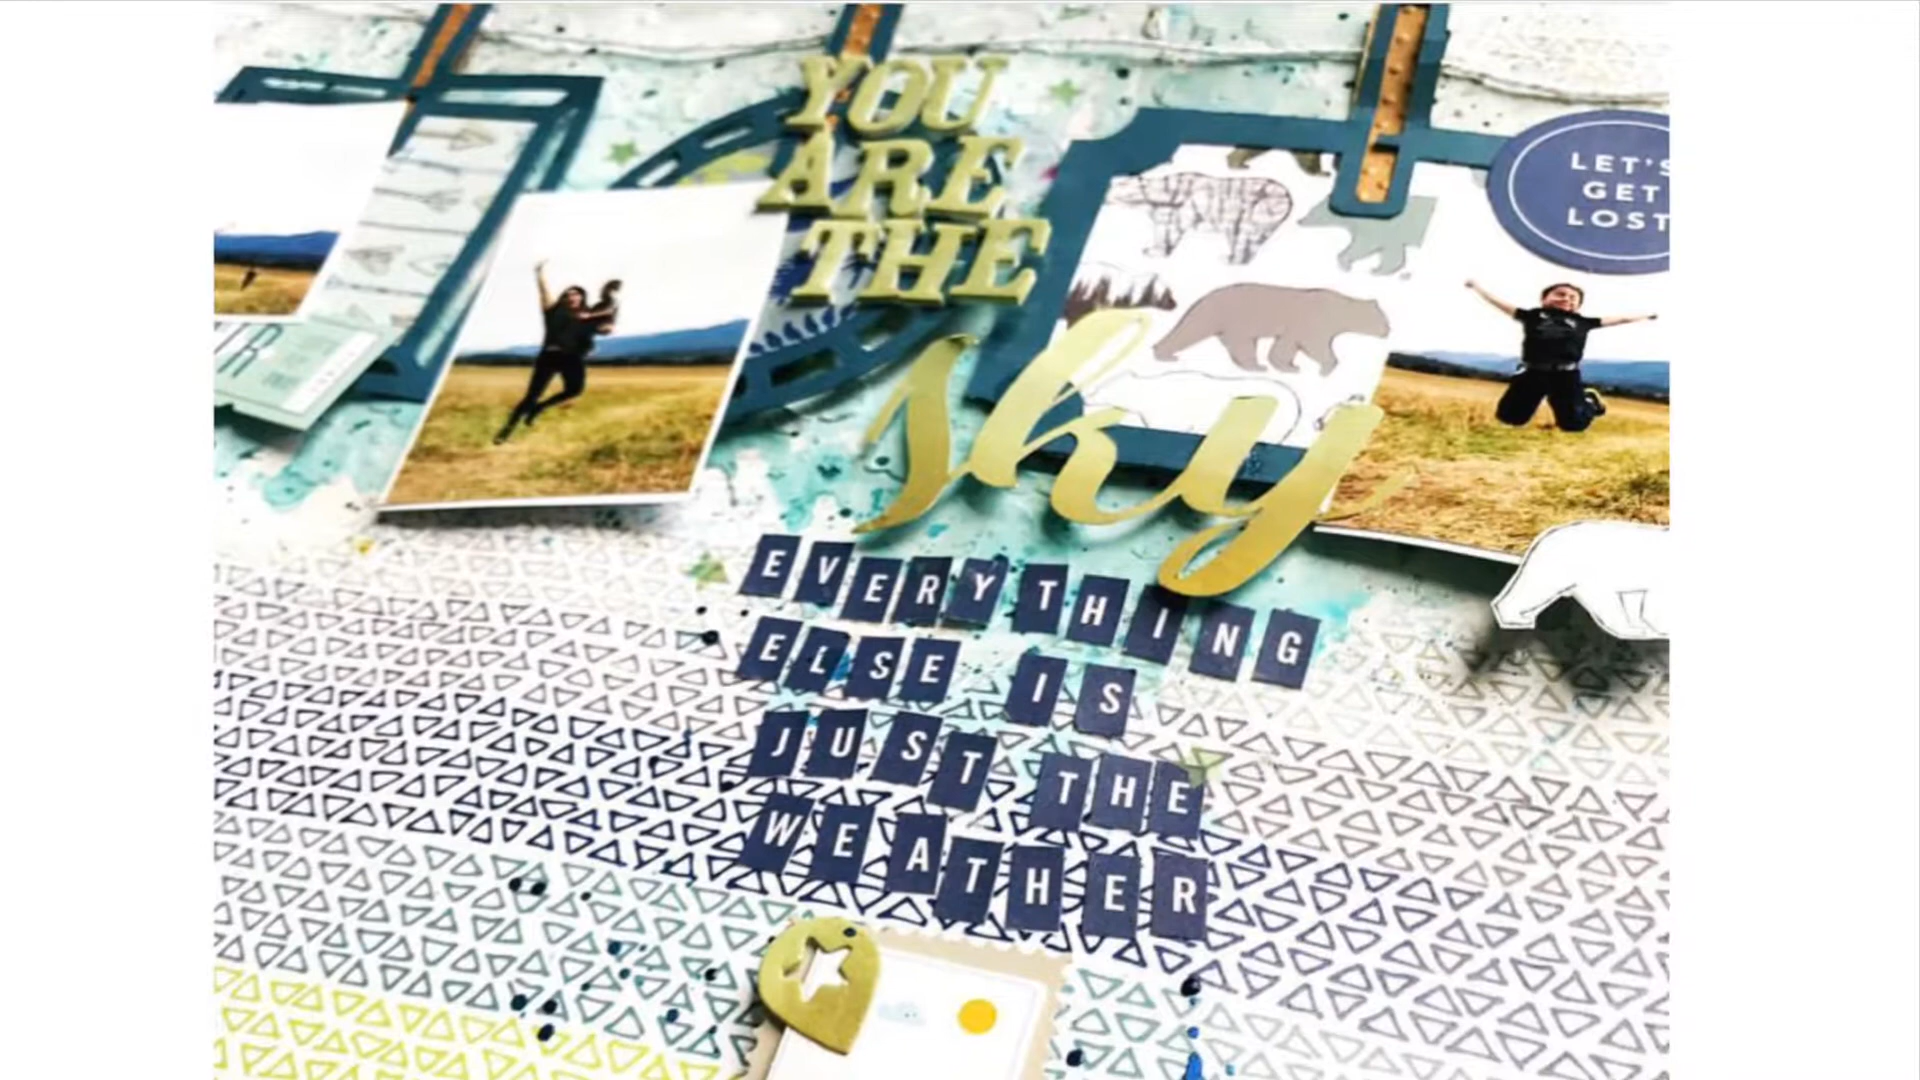 YOU
ARE
THE
sky
LET'S
GET
LOST
EVERYTHING
ELSE IS
JUST THE
WEATHER